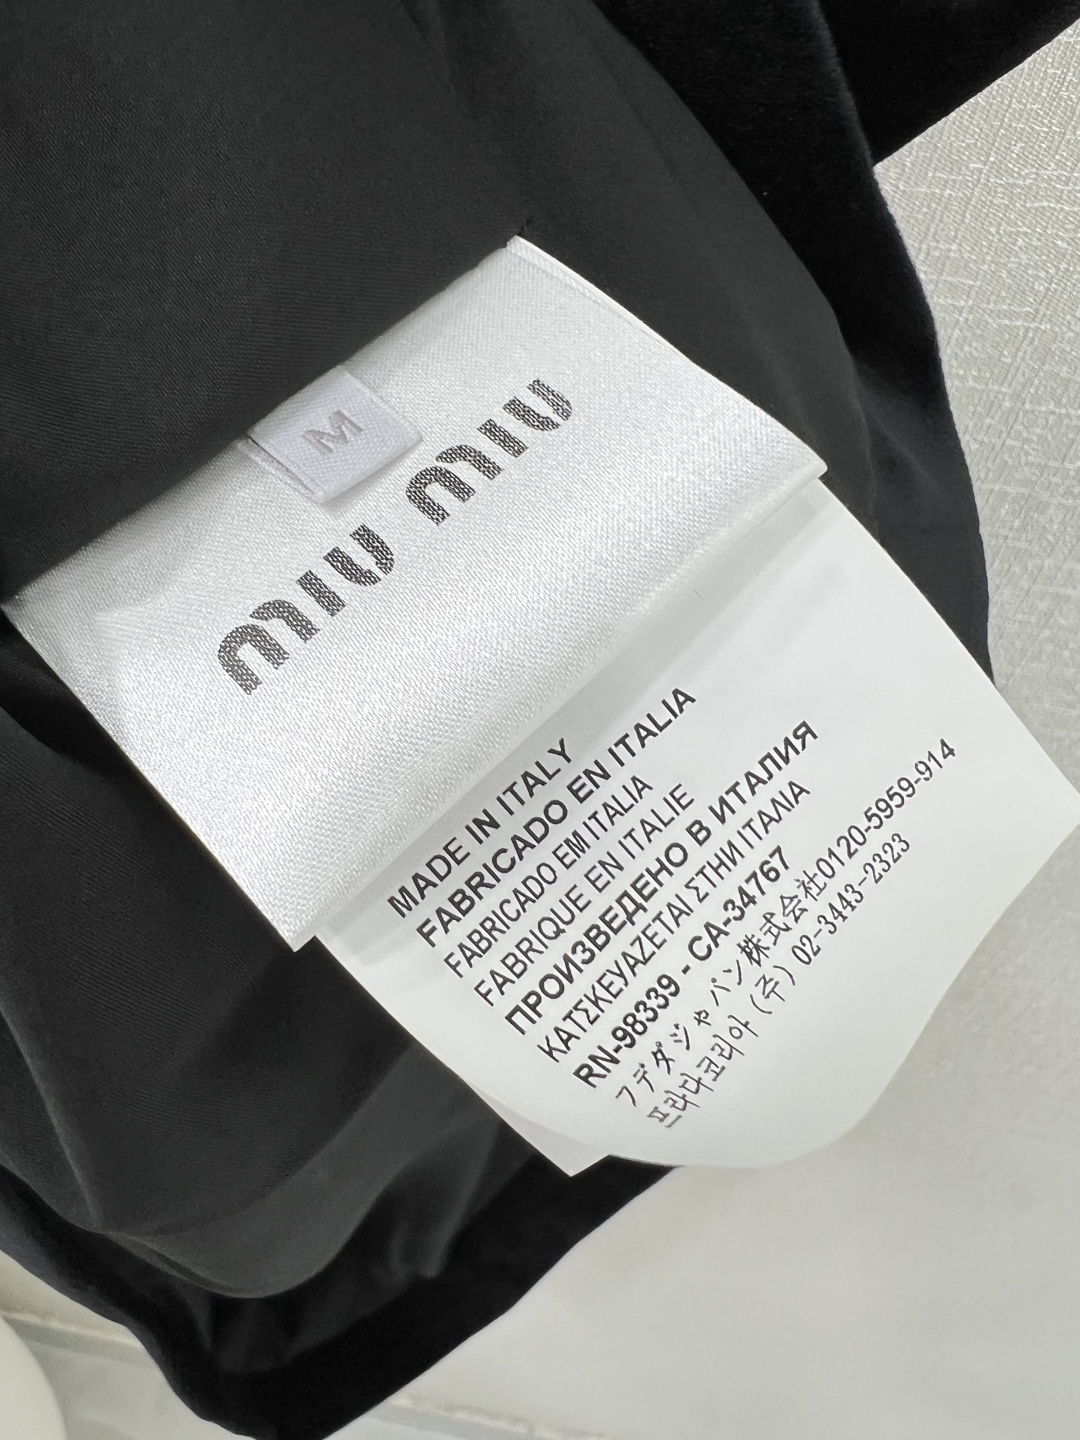 M
miu miu
MADE IN ITALY
FABRICADO EN ITALIA
FABRICADO EM ITALIA
FABRIQUE EN ITALIE
ПРОИЗВЕДЕНО В ИТАЛИЯ
ΚΑΤΣΚΕΥΑΖΕΤΑΙ ΣΤΗΝ ΙΤΑΛΙΑ
RN-98339 - CA-34767
フデダジャパン株式会社0120-5959-914
프라다코리아 (주) 02-3443-2323